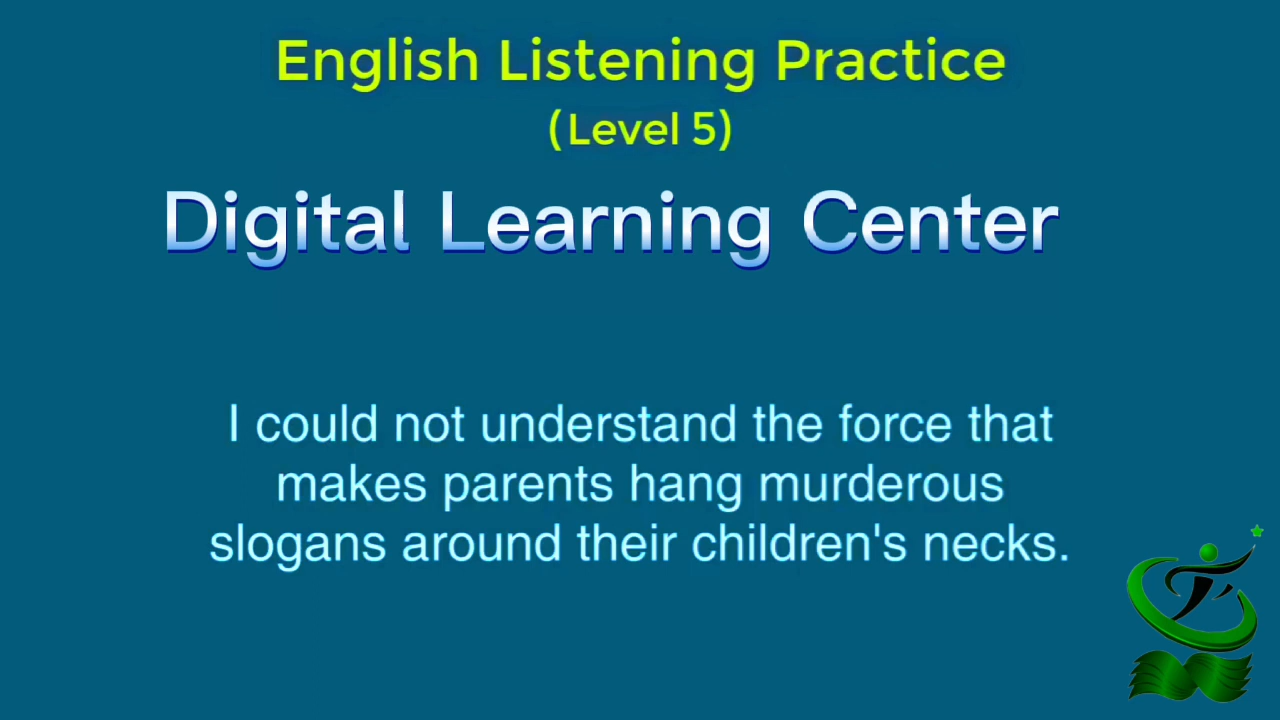 English Listening Practice
(Level 5)
Digital Learning Center
I could not understand the force that
makes parents hang murderous
slogans around their children's necks.